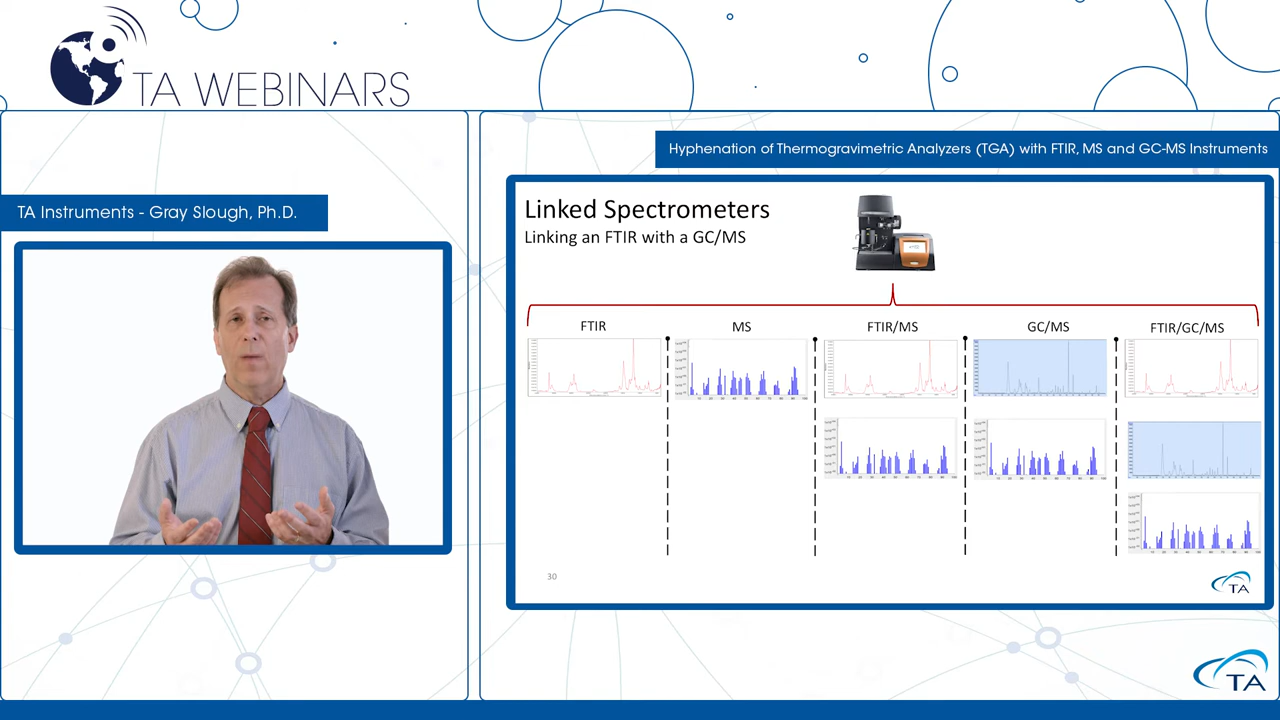 TA WEBINARS
Hyphenation of Thermogravimetric Analyzers (TGA) with FTIR, MS and GC-MS Instruments
TA Instruments - Gray Slough, Ph.D.
Linked Spectrometers
Linking an FTIR with a GC/MS
FTIR
MS
FTIR/MS
GC/MS
FTIR/GC/MS
30
TA
TA